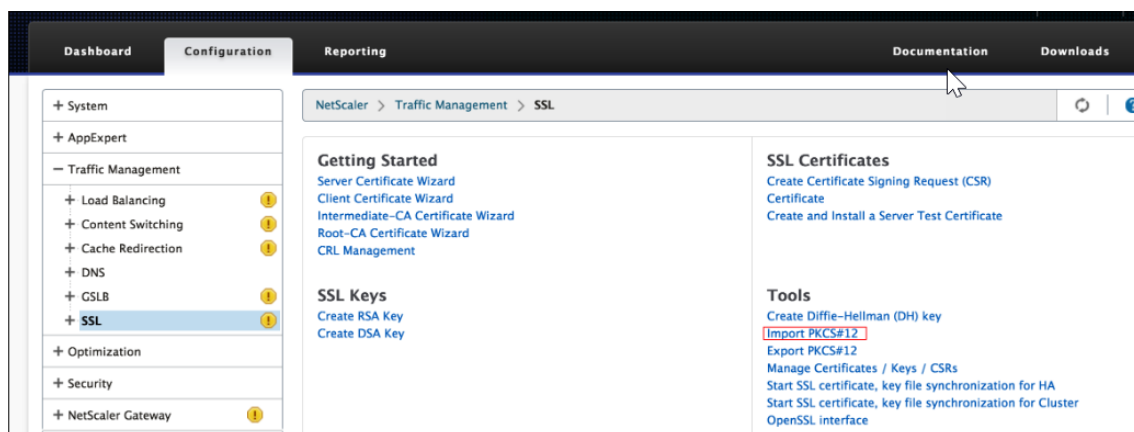 Dashboard Configuration Reporting Documentation Downloads
+ System
+ AppExpert
− Traffic Management
+ Load Balancing !
+ Content Switching !
+ Cache Redirection !
+ DNS
+ GSLB !
+ SSL !
+ Optimization
+ Security
+ NetScaler Gateway !
NetScaler > Traffic Management > SSL ?
Getting Started
Server Certificate Wizard
Client Certificate Wizard
Intermediate-CA Certificate Wizard
Root-CA Certificate Wizard
CRL Management
SSL Certificates
Create Certificate Signing Request (CSR)
Certificate
Create and Install a Server Test Certificate
SSL Keys
Create RSA Key
Create DSA Key
Tools
Create Diffie-Hellman (DH) key
Import PKCS#12
Export PKCS#12
Manage Certificates / Keys / CSRs
Start SSL certificate, key file synchronization for HA
Start SSL certificate, key file synchronization for Cluster
OpenSSL interface